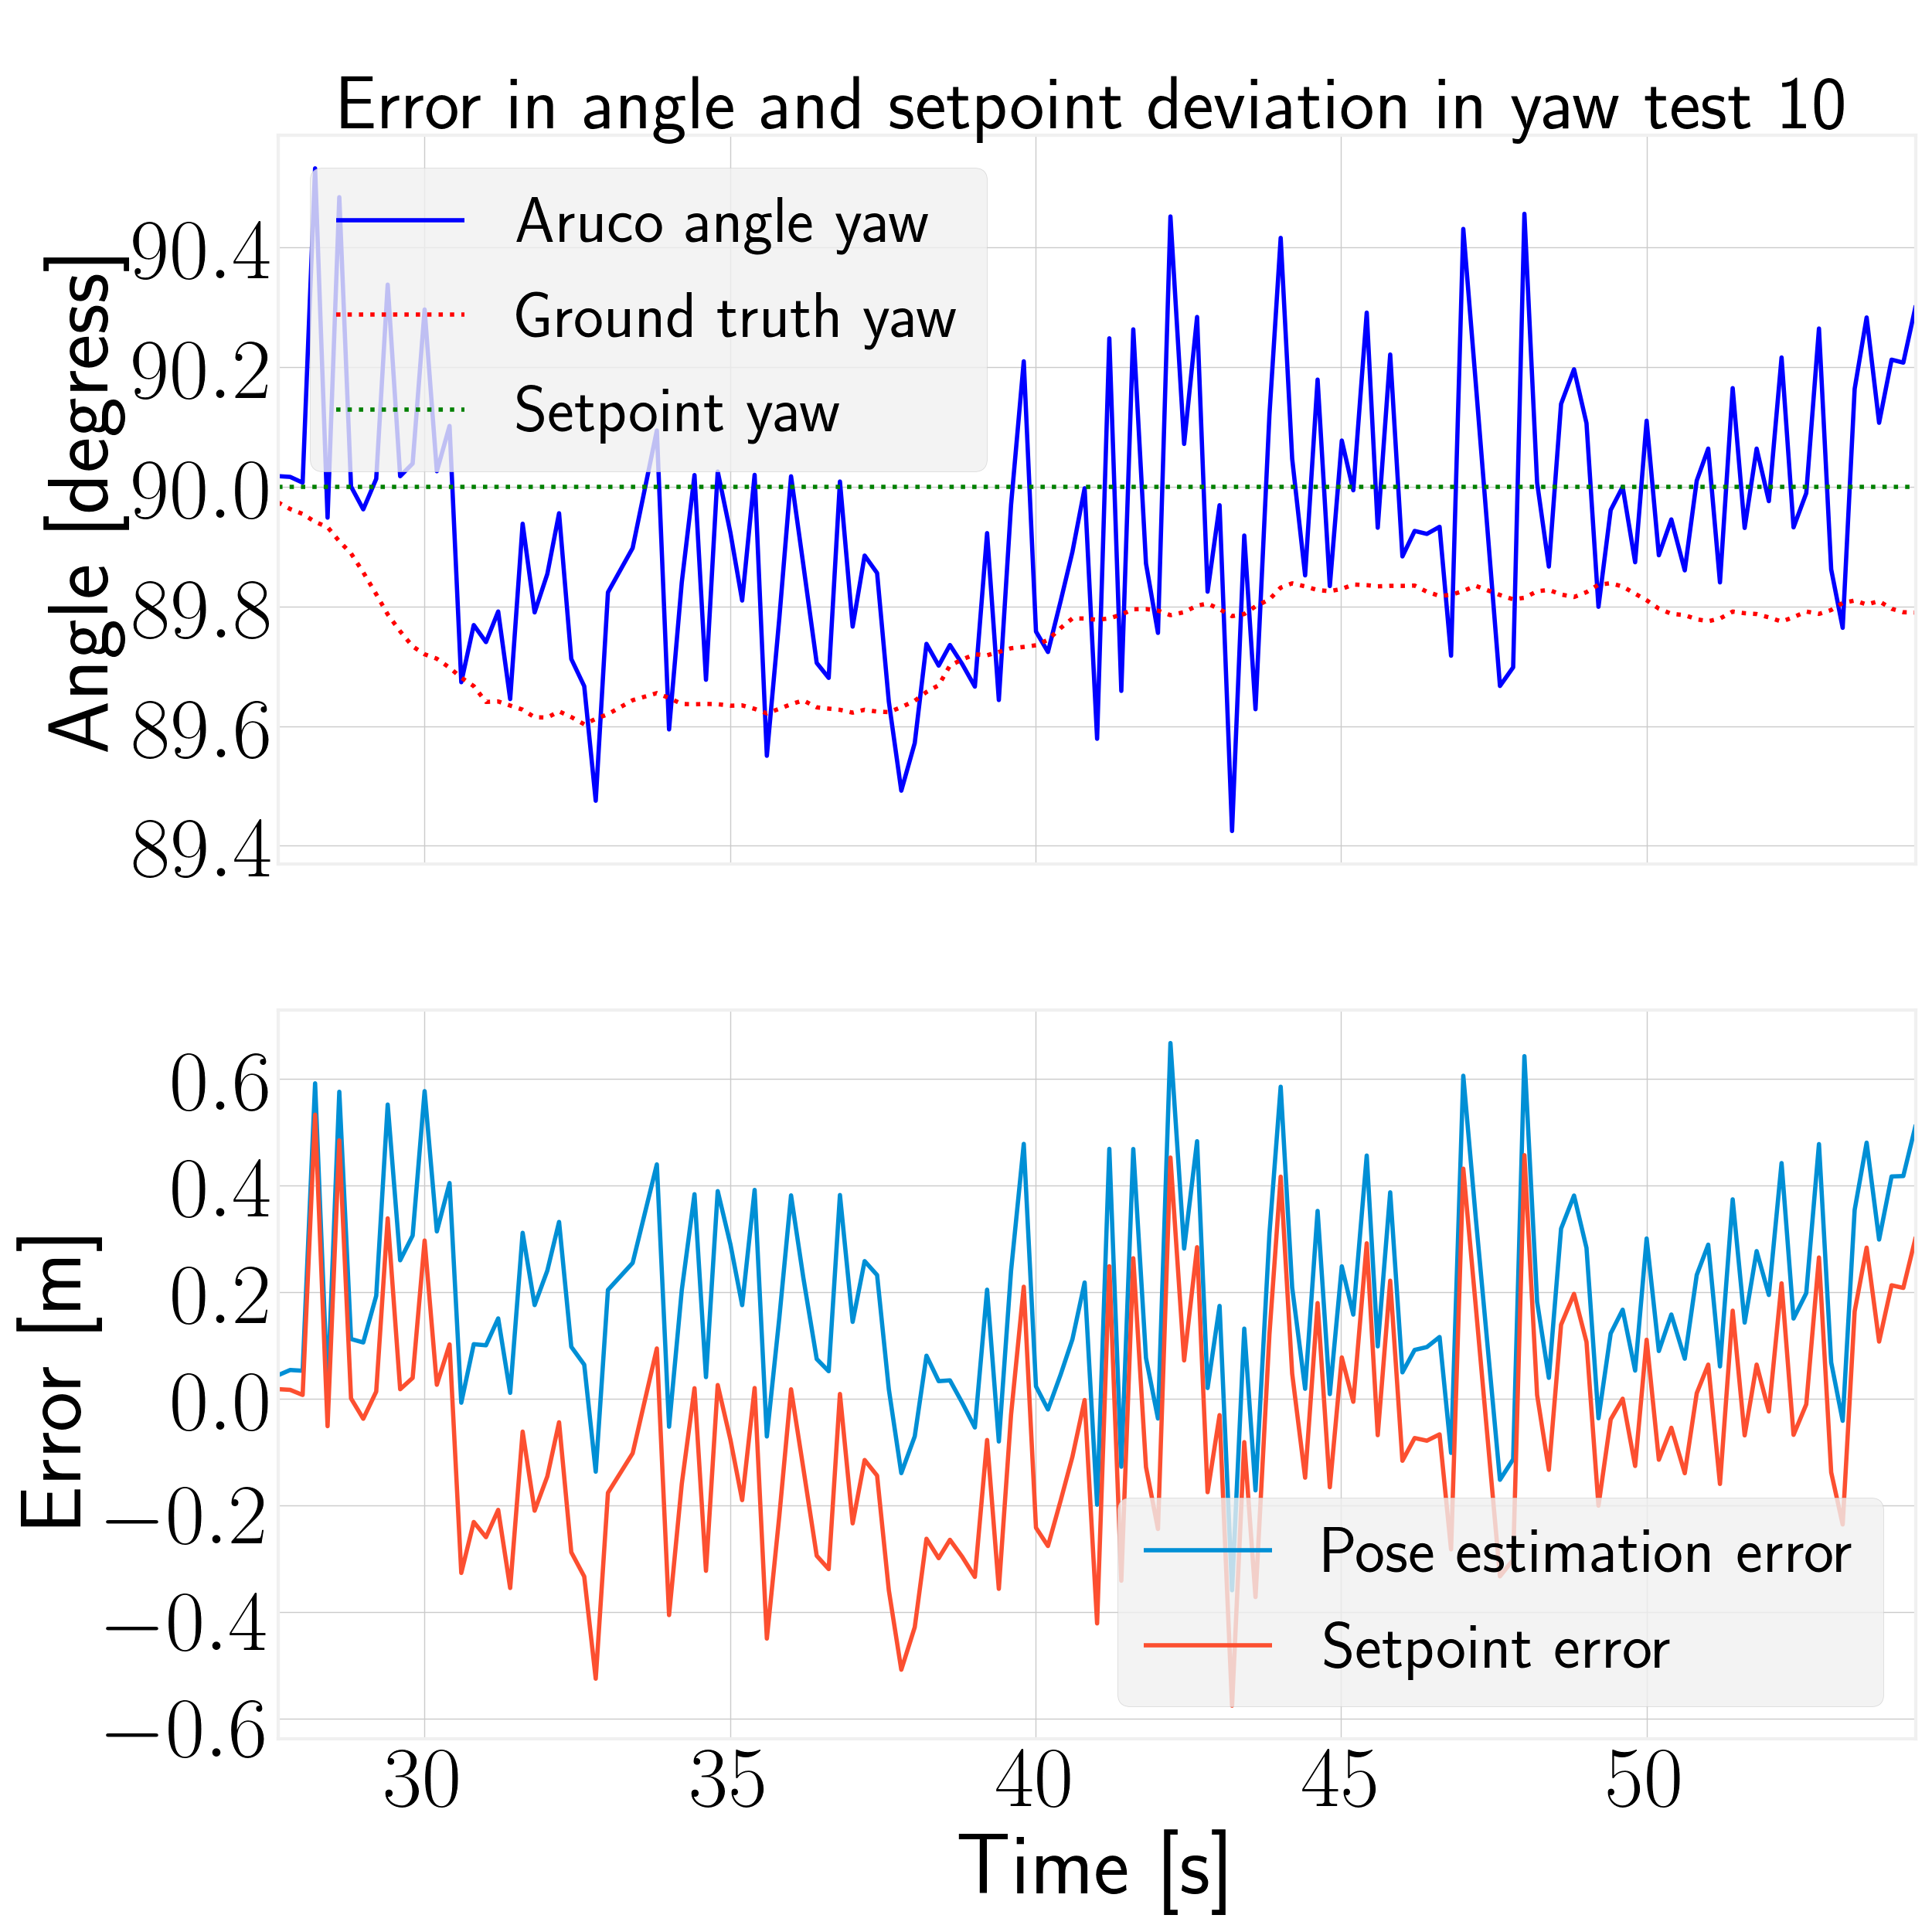 Error in angle and setpoint deviation in yaw test 10
Angle [degress]
90.4
90.2
90.0
89.8
89.6
89.4
Aruco angle yaw
Ground truth yaw
Setpoint yaw
Error [m]
0.6
0.4
0.2
0.0
−0.2
−0.4
−0.6
Pose estimation error
Setpoint error
30 35 40 45 50
Time [s]